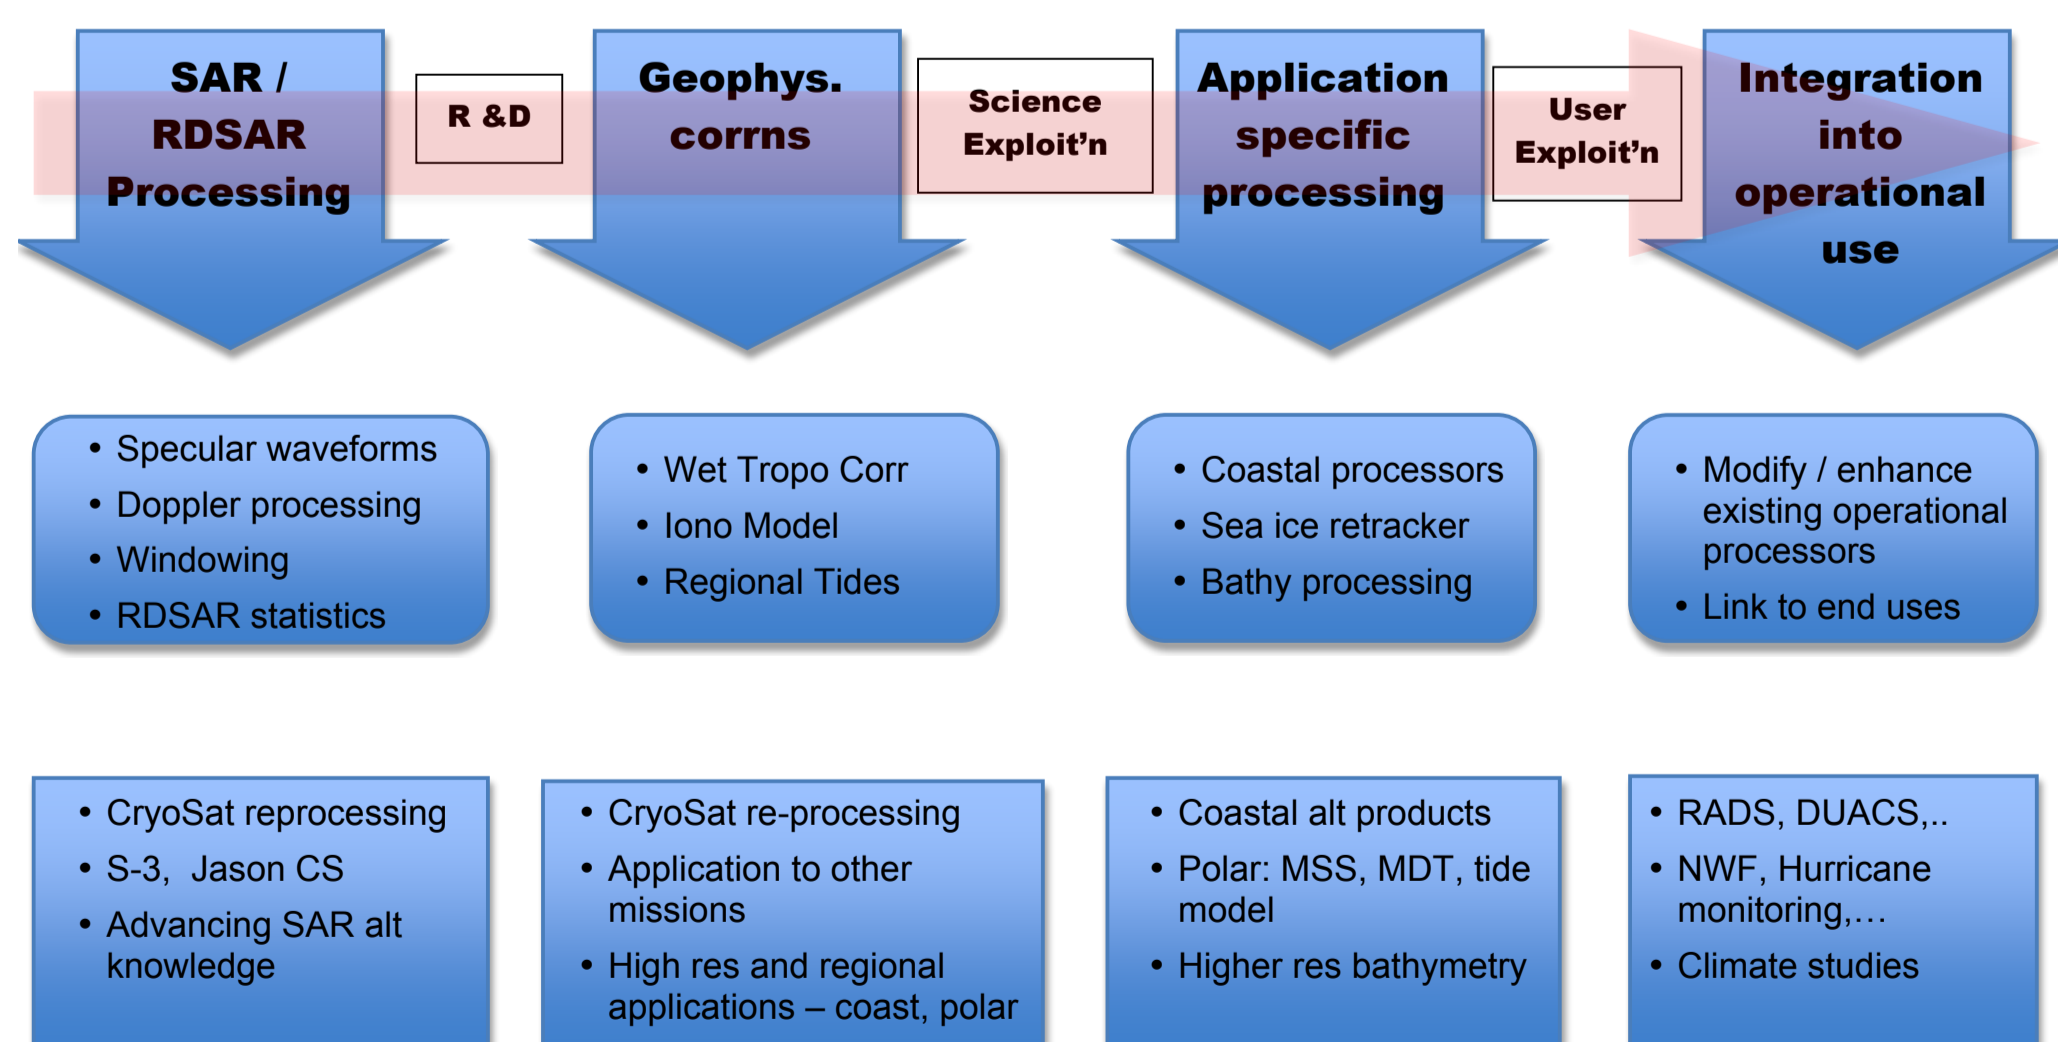 SAR /
RDSAR
Processing
R &D
Geophys.
corrns
Science
Exploit’n
Application
specific
processing
User
Exploit’n
Integration
into
operational
use
• Specular waveforms
• Doppler processing
• Windowing
• RDSAR statistics
• Wet Tropo Corr
• Iono Model
• Regional Tides
• Coastal processors
• Sea ice retracker
• Bathy processing
• Modify / enhance
existing operational
processors
• Link to end uses
• CryoSat reprocessing
• S-3, Jason CS
• Advancing SAR alt
knowledge
• CryoSat re-processing
• Application to other
missions
• High res and regional
applications – coast, polar
• Coastal alt products
• Polar: MSS, MDT, tide
model
• Higher res bathymetry
• RADS, DUACS,..
• NWF, Hurricane
monitoring,…
• Climate studies